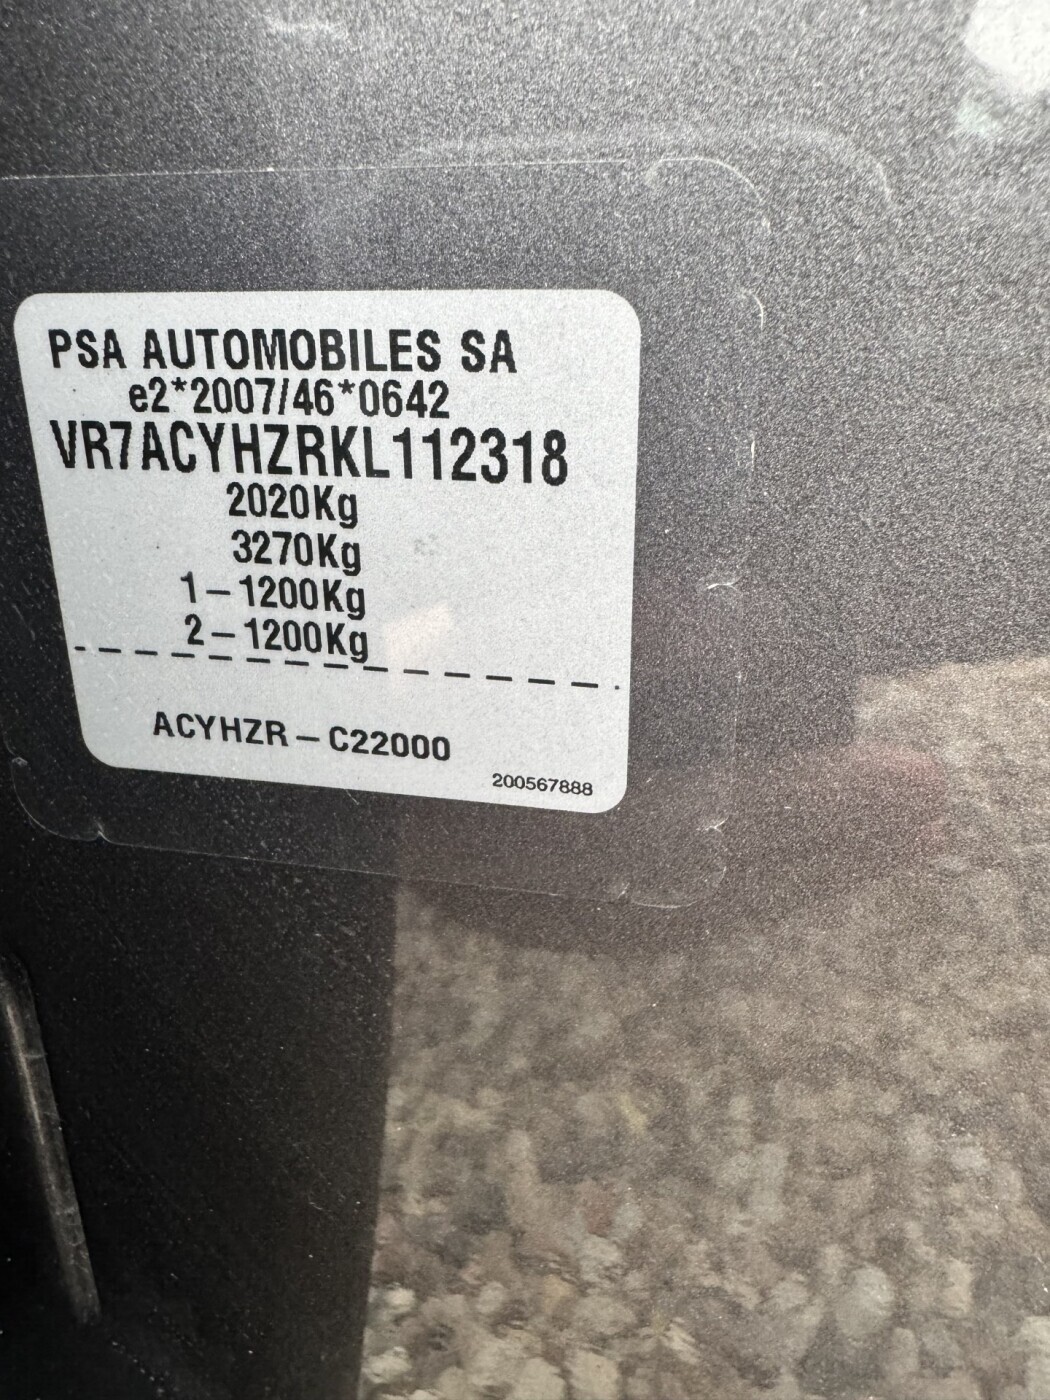 PSA AUTOMOBILES SA
e2*2007/46*0642
VR7ACYHZRKL112318
2020Kg
3270Kg
1–1200Kg
2–1200Kg
ACYHZR–C22000
200567888